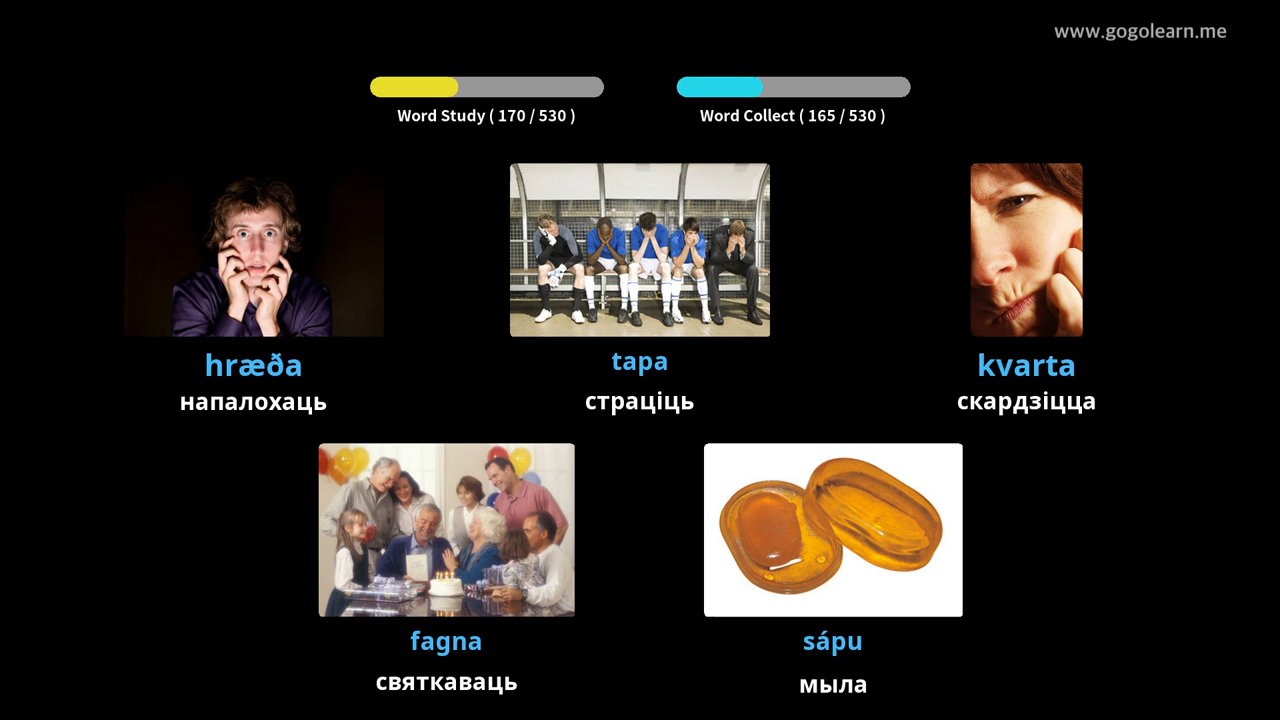 www.gogolearn.me
Word Study ( 170 / 530 )
Word Collect ( 165 / 530 )
hræða
напалохаць
tapa
страціць
kvarta
скардзіцца
fagna
святкаваць
sápu
мыла